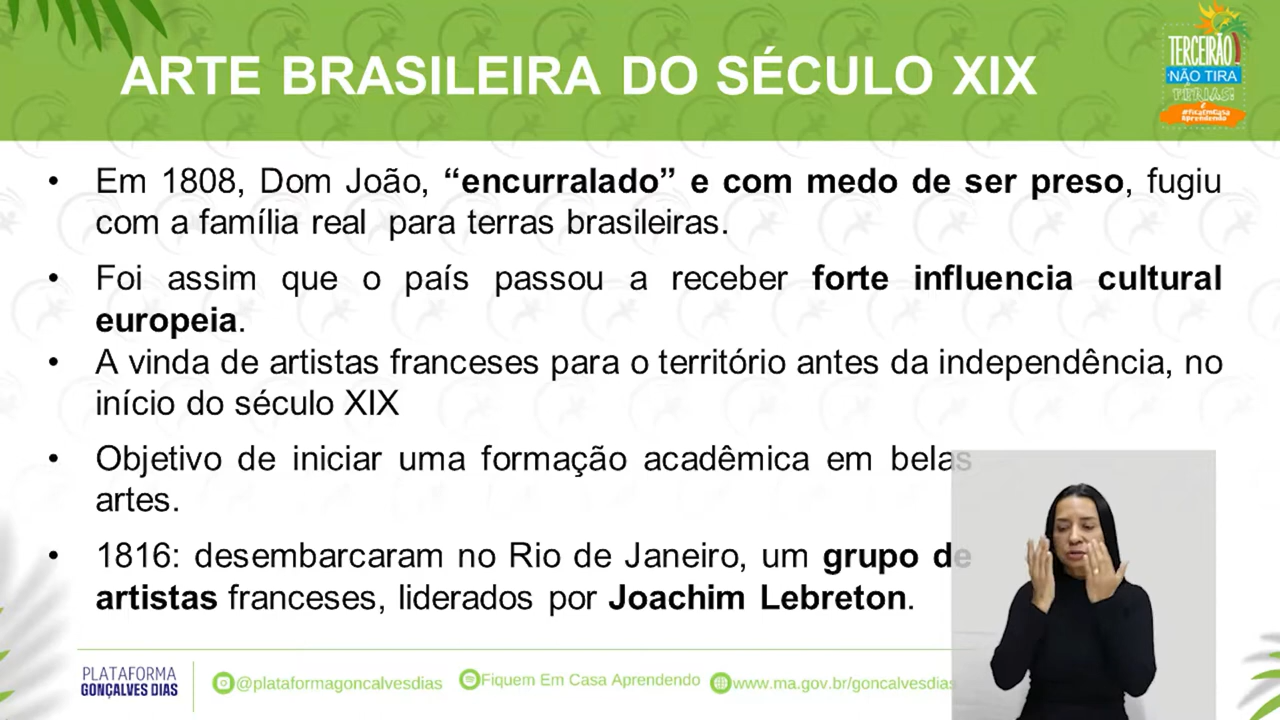 ARTE BRASILEIRA DO SÉCULO XIX
TERCEIRÃO!
NÃO TIRA
FÉRIAS!
É
#FicaEmCasa
Aprendendo
• Em 1808, Dom João, “encurralado” e com medo de ser preso, fugiu
com a família real para terras brasileiras.
• Foi assim que o país passou a receber forte influencia cultural
europeia.
• A vinda de artistas franceses para o território antes da independência, no
início do século XIX
• Objetivo de iniciar uma formação acadêmica em belas
artes.
• 1816: desembarcaram no Rio de Janeiro, um grupo de
artistas franceses, liderados por Joachim Lebreton.
PLATAFORMA
GONÇALVES DIAS
@plataformagoncalvesdias
Fiquem Em Casa Aprendendo
www.ma.gov.br/goncalvesdias